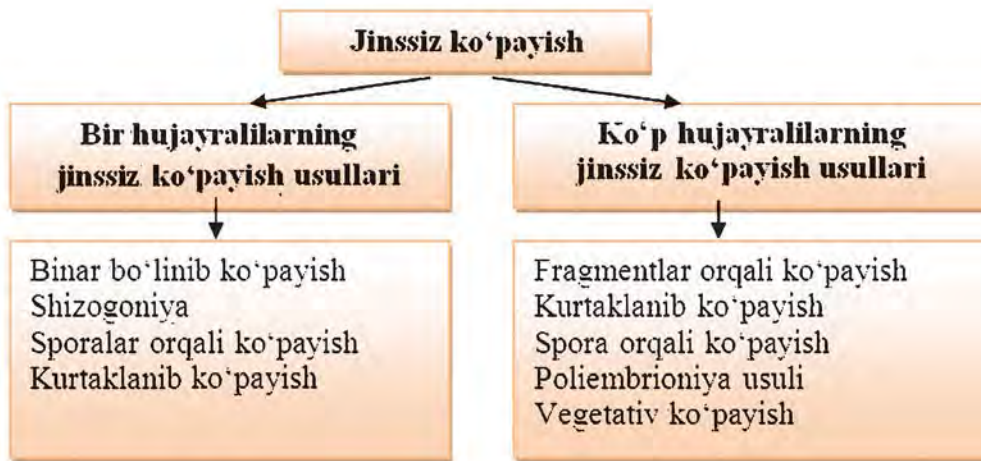 Jinssiz ko‘payish
Bir hujayralilarning
jinssiz ko‘payish usullari
Ko‘p hujayralilarning
jinssiz ko‘payish usullari
Binar bo‘linib ko‘payish
Shizogoniya
Sporalar orqali ko‘payish
Kurtaklanib ko‘payish
Fragmentlar orqali ko‘payish
Kurtaklanib ko‘payish
Spora orqali ko‘payish
Poliembrioniya usuli
Vegetativ ko‘payish